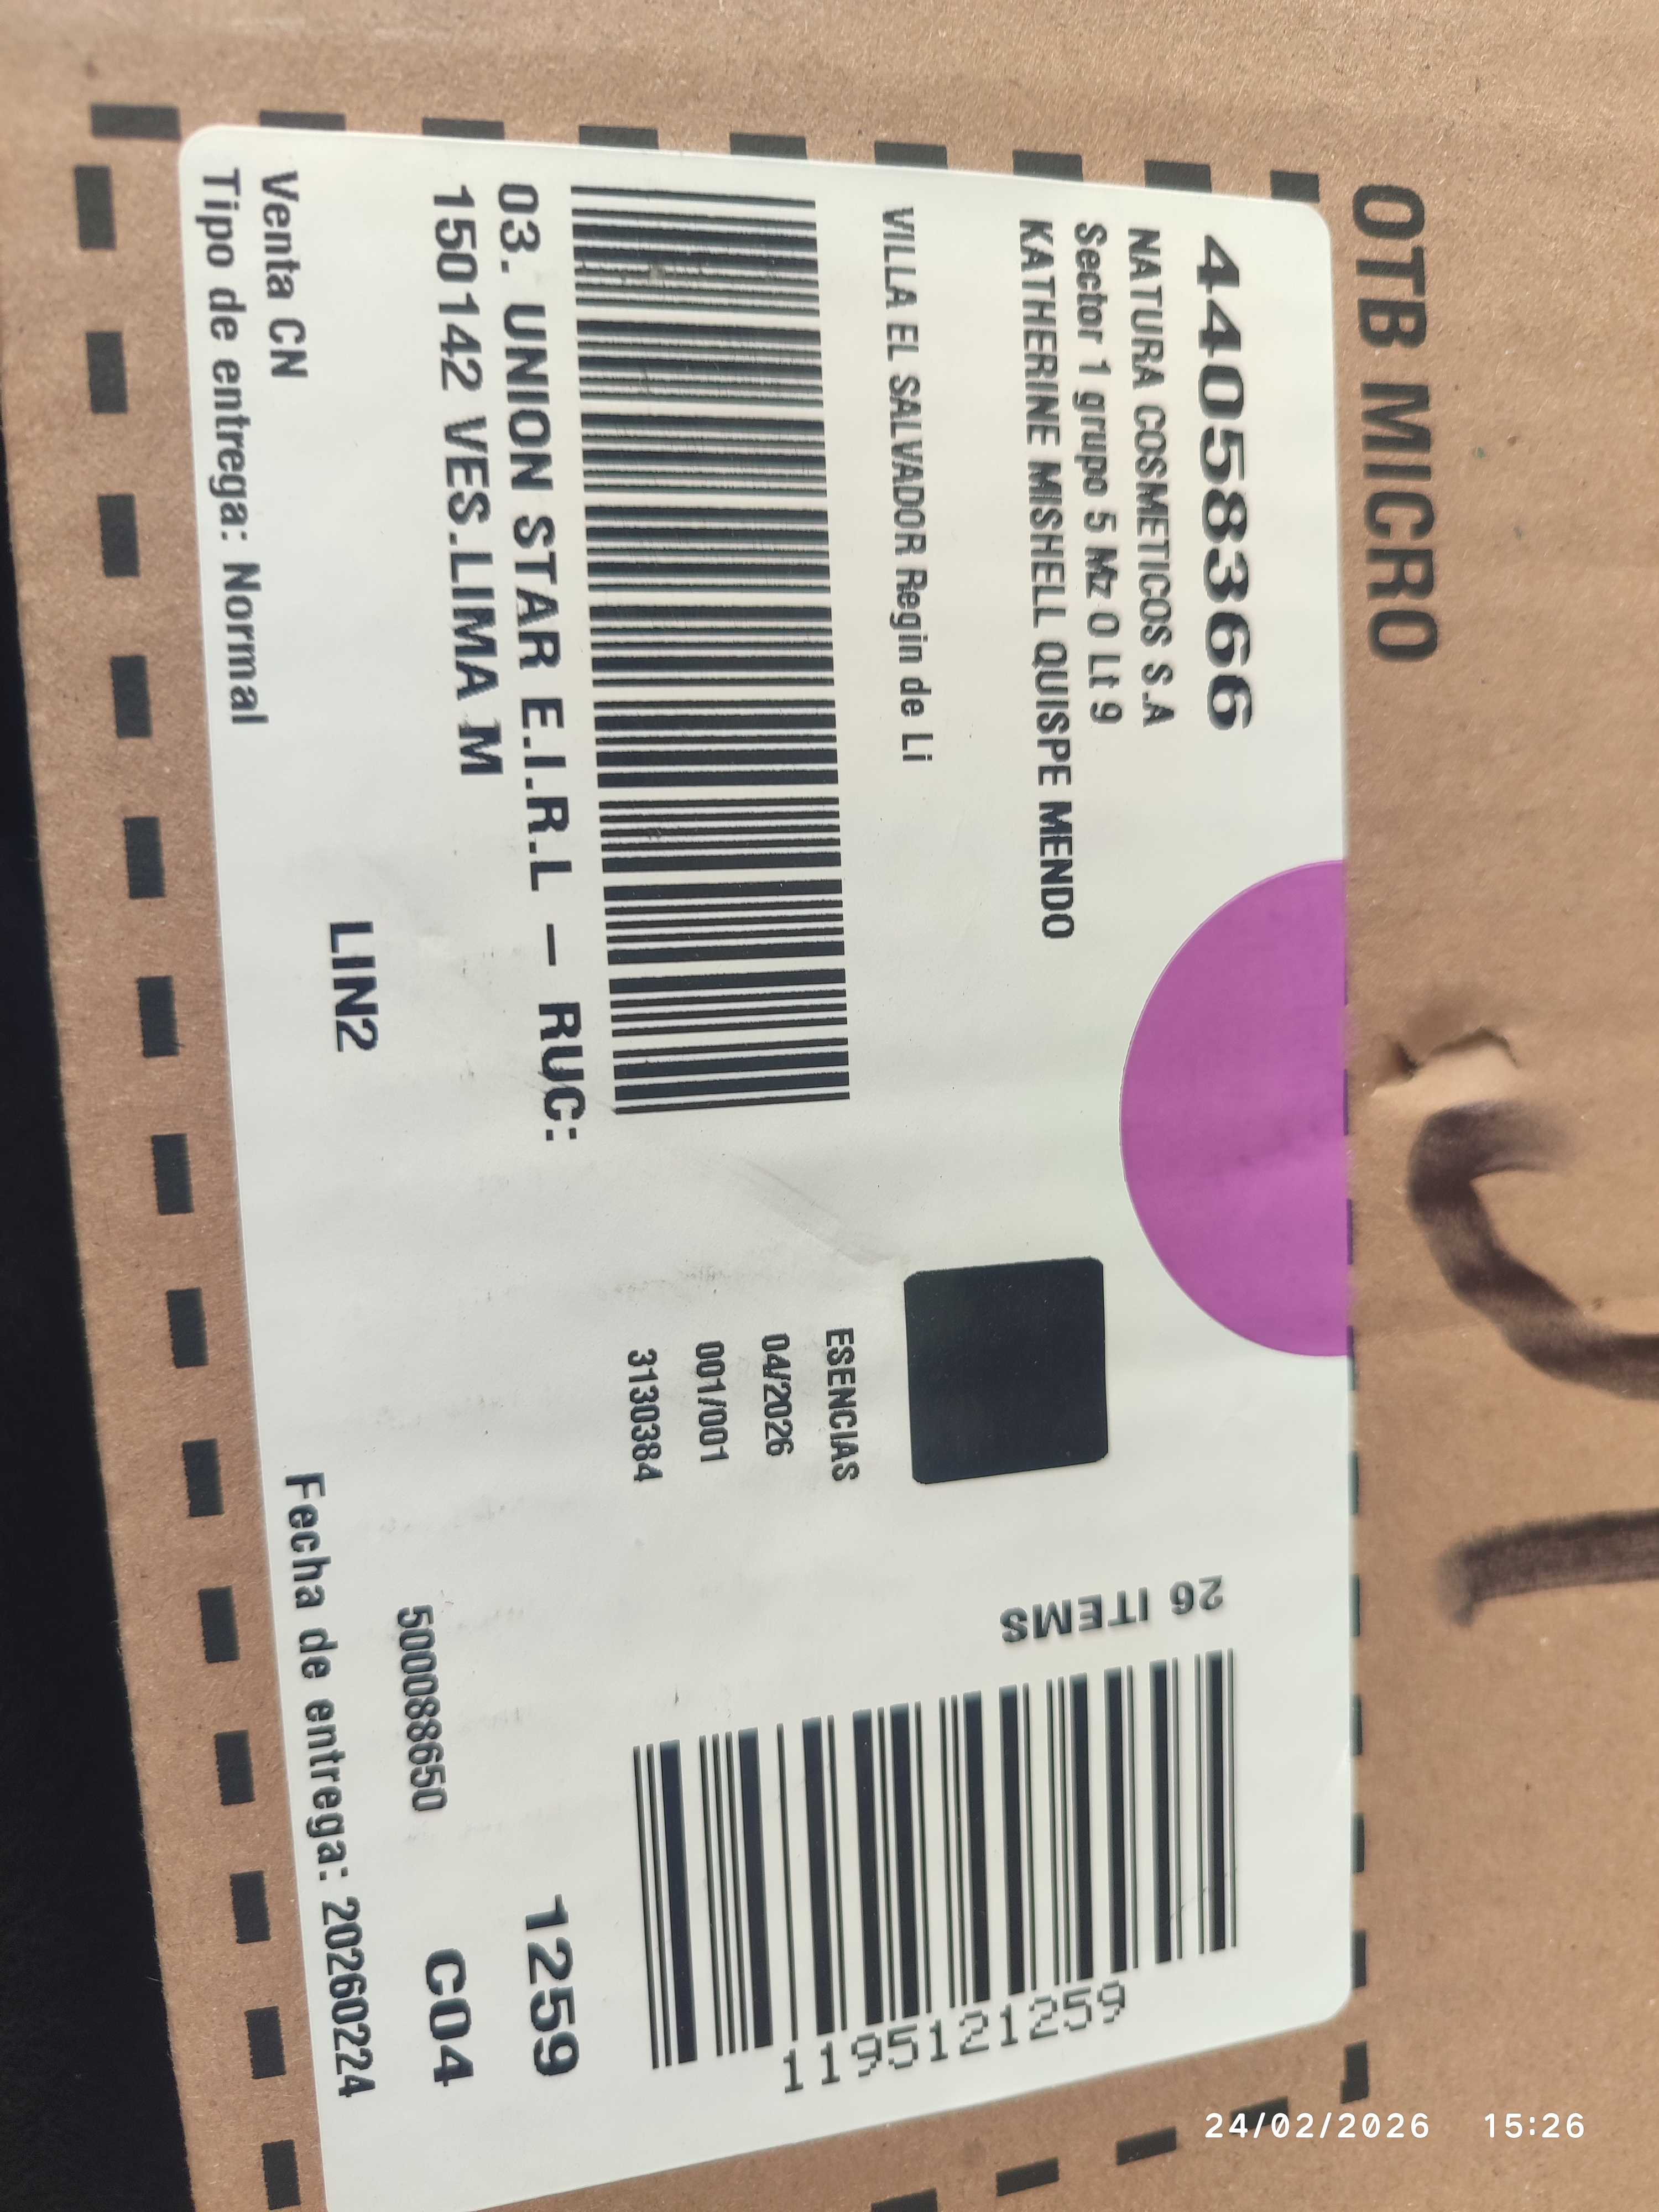 OTB MICRO
44058366
NATURA COSMETICOS S.A
Sector 1 grupo 5 Mz O Lt 9
KATHERINE MISHELL QUISPE MENDO
VILLA EL SALVADOR Regin de Li
03. UNION STAR E.I.R.L – RUC:
150142 VES.LIMA M
LIN2
Venta CN
Tipo de entrega: Normal
ESENCIAS
04/2026
001/001
3130384
26 ITEMS
1195121259
1259
C04
500088650
Fecha de entrega: 20260224
24/02/2026 15:26